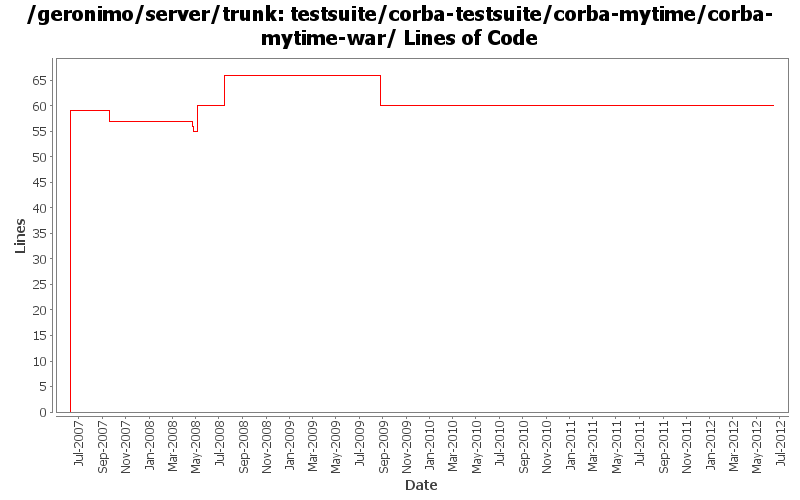 /geronimo/server/trunk: testsuite/corba-testsuite/corba-mytime/corba-
mytime-war/ Lines of Code
65
60
55
50
45
40
35
30
25
20
15
10
5
0
Lines
Jul-2007
Sep-2007
Nov-2007
Jan-2008
Mar-2008
May-2008
Jul-2008
Sep-2008
Nov-2008
Jan-2009
Mar-2009
May-2009
Jul-2009
Sep-2009
Nov-2009
Jan-2010
Mar-2010
May-2010
Jul-2010
Sep-2010
Nov-2010
Jan-2011
Mar-2011
May-2011
Jul-2011
Sep-2011
Nov-2011
Jan-2012
Mar-2012
May-2012
Jul-2012
Date